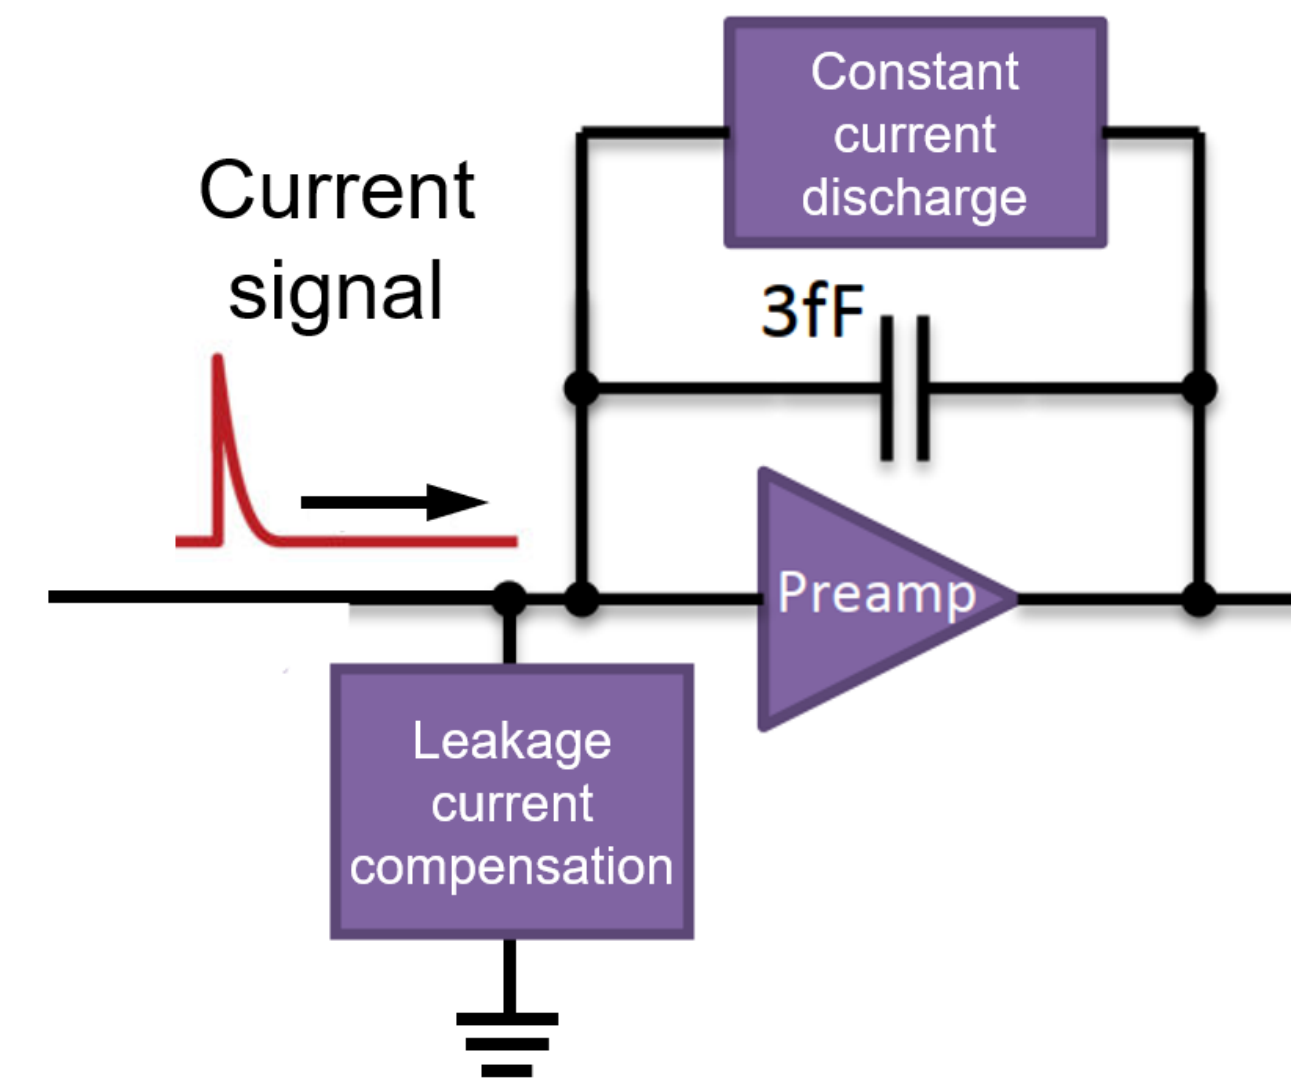 Constant
current
discharge
Current
signal
3fF
Preamp
Leakage
current
compensation